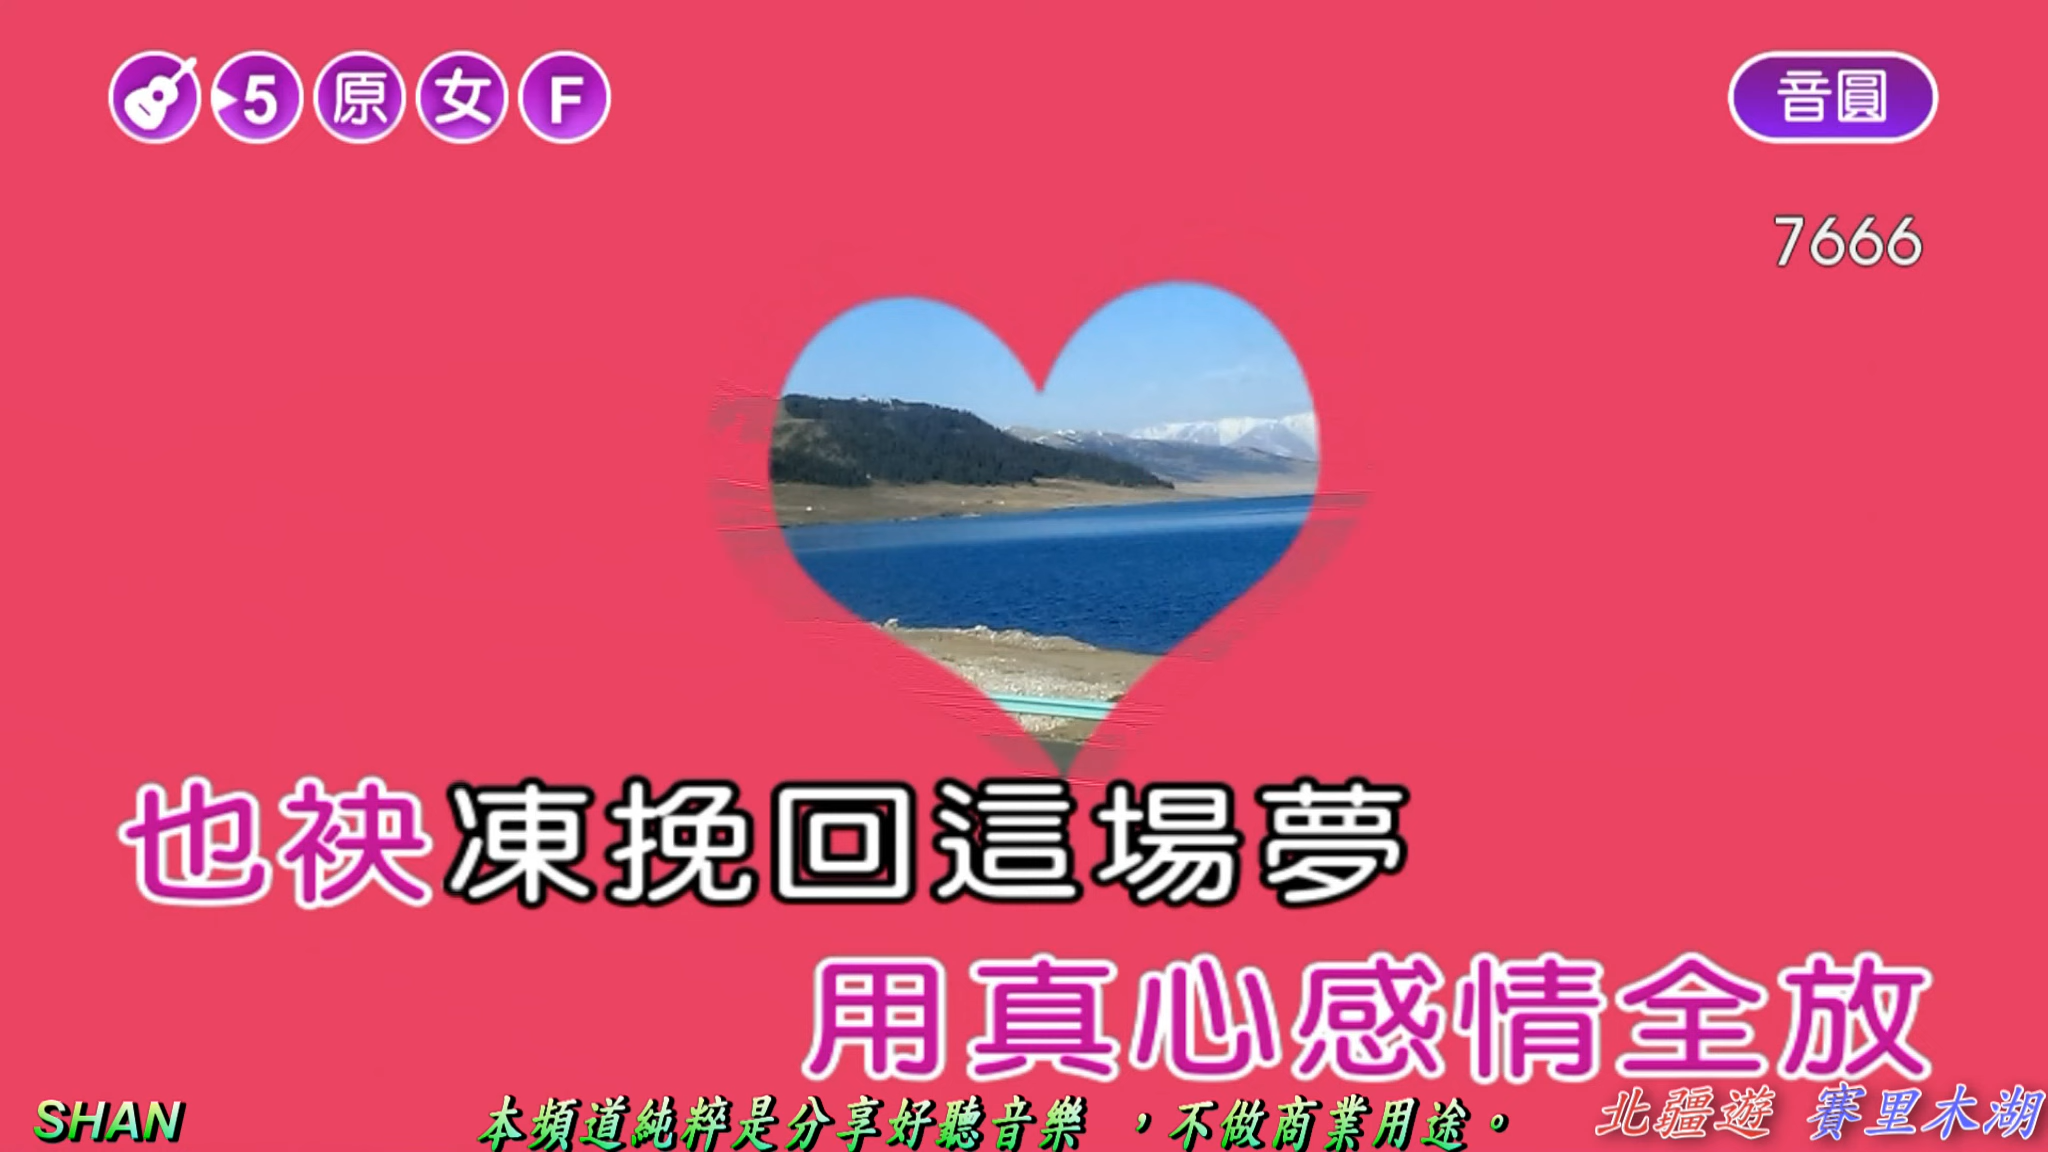 5 原 女 F
音圓
7666
也袂凍挽回這場夢
用真心感情全放
SHAN
本頻道純粹是分享好聽音樂 ，不做商業用途。
北疆遊 賽里木湖